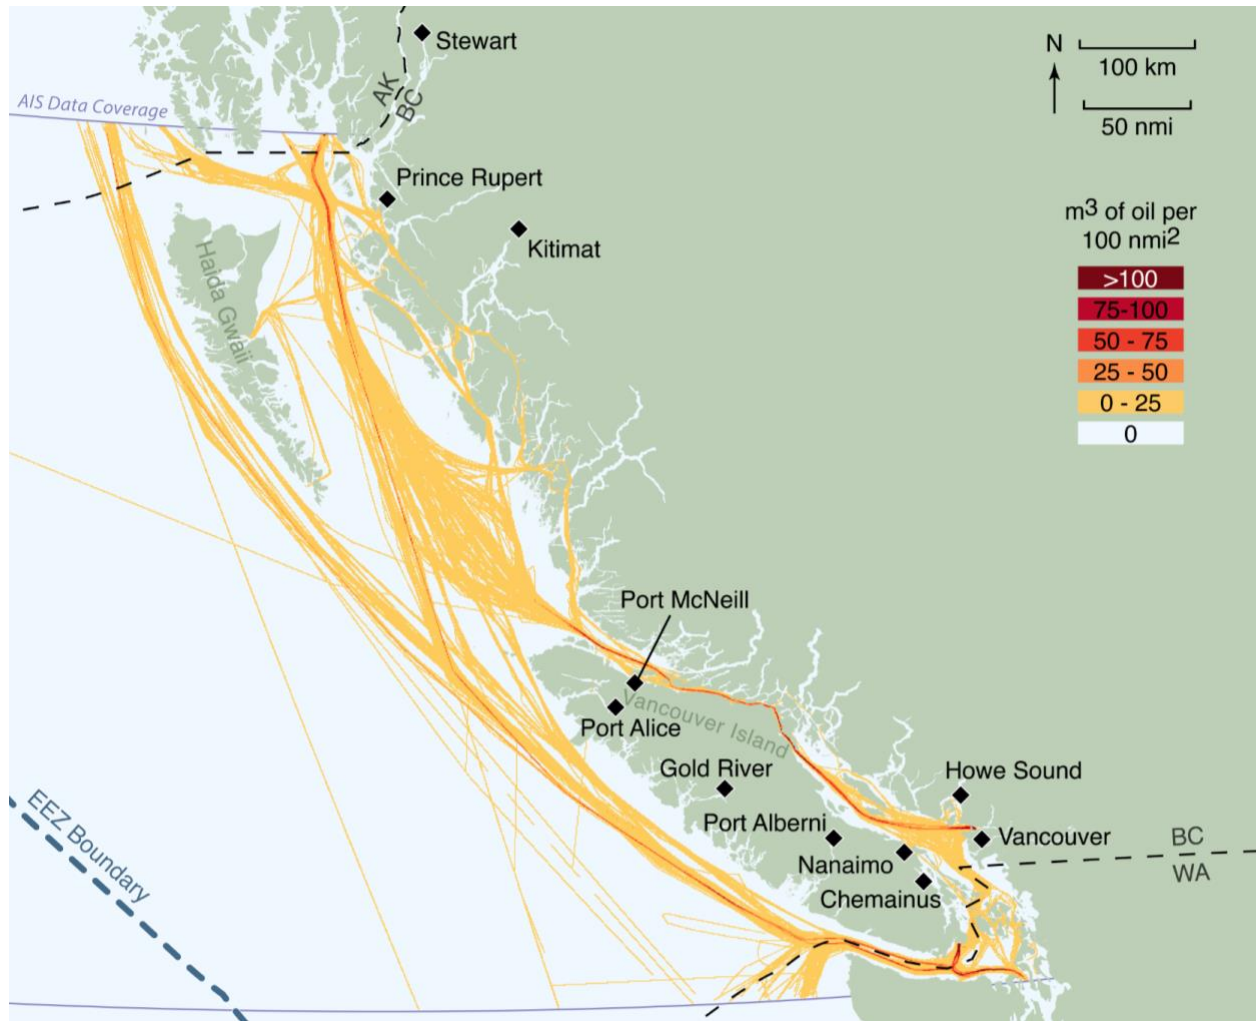 Stewart
N
100 km
50 nmi
AK
BC
AIS Data Coverage
Prince Rupert
Kitimat
m3 of oil per
100 nmi2
>100
75-100
50 - 75
25 - 50
0 - 25
0
Haida Gwaii
Port McNeill
Vancouver Island
Port Alice
Gold River
Howe Sound
Port Alberni
Vancouver
BC
WA
Nanaimo
Chemainus
EEZ Boundary